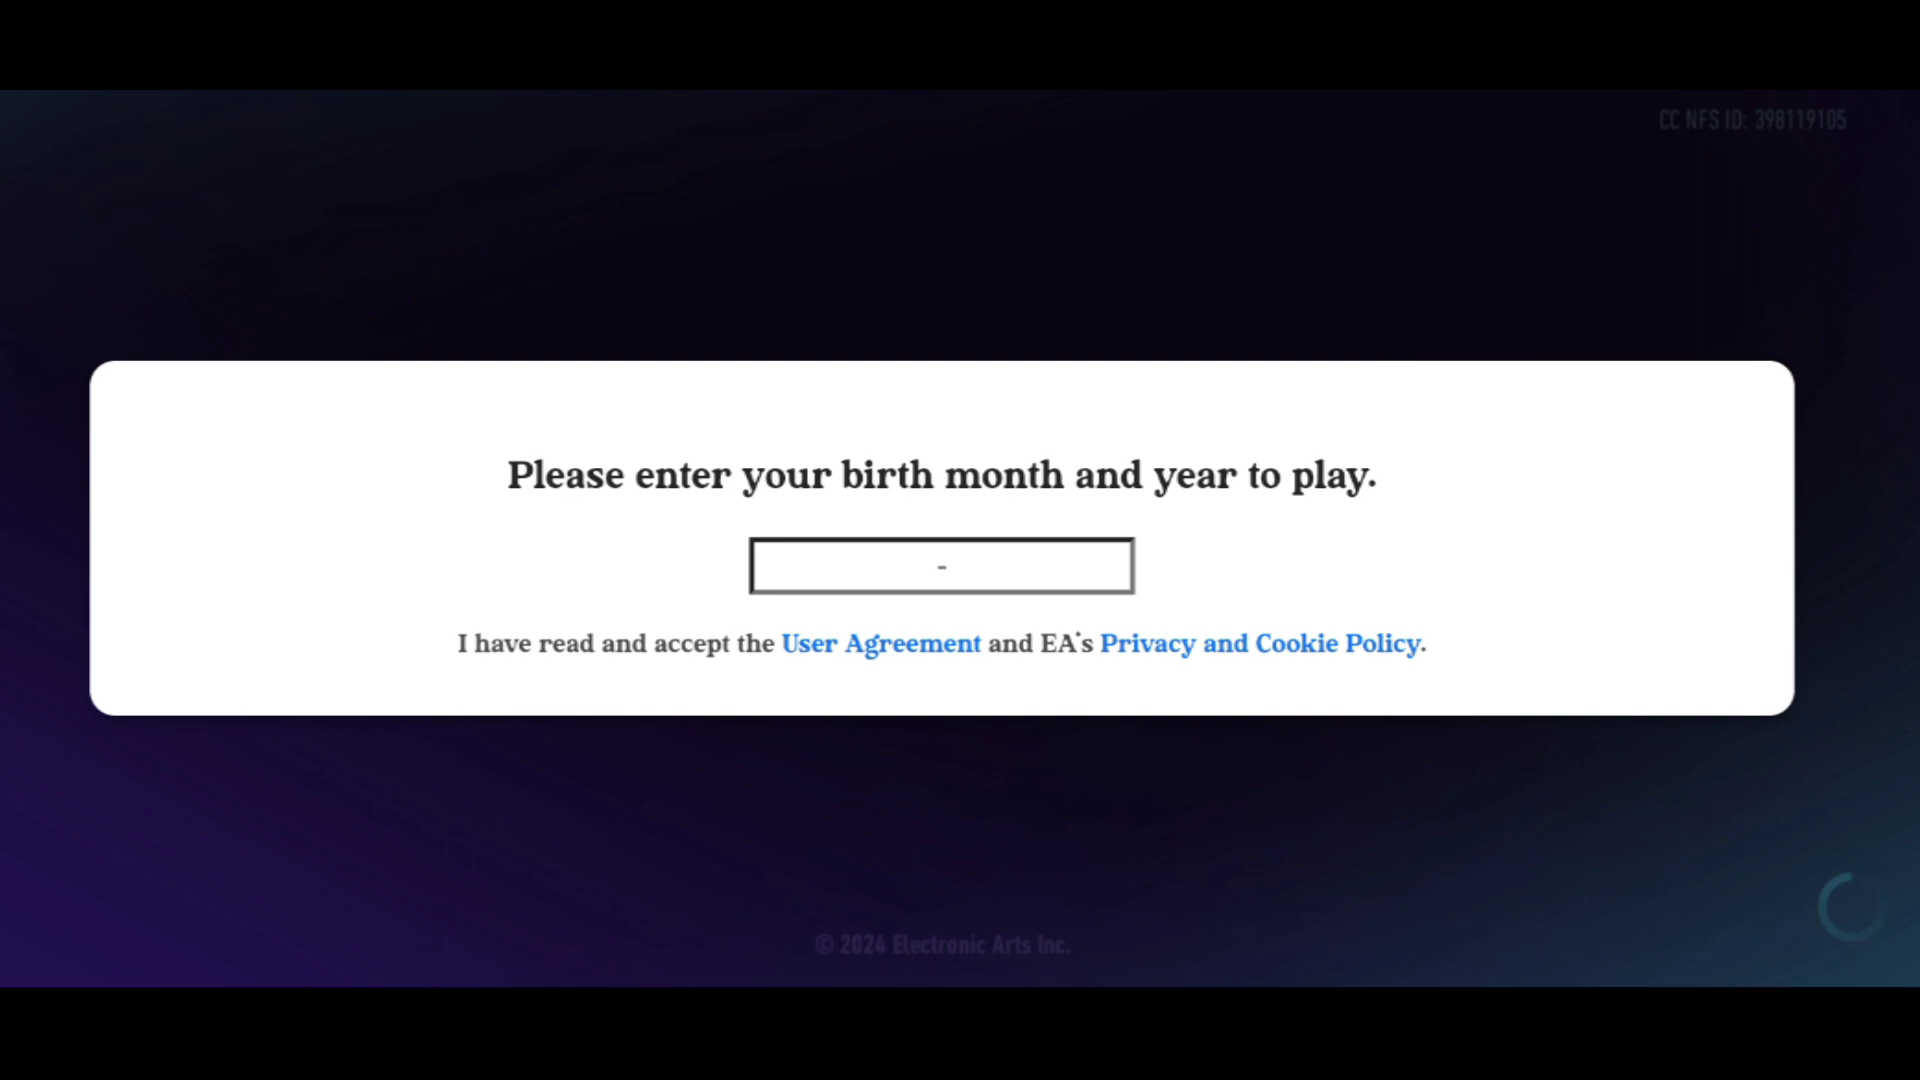 CC NFS ID: 398119105
Please enter your birth month and year to play.
-
I have read and accept the User Agreement and EA's Privacy and Cookie Policy.
© 2024 Electronic Arts Inc.